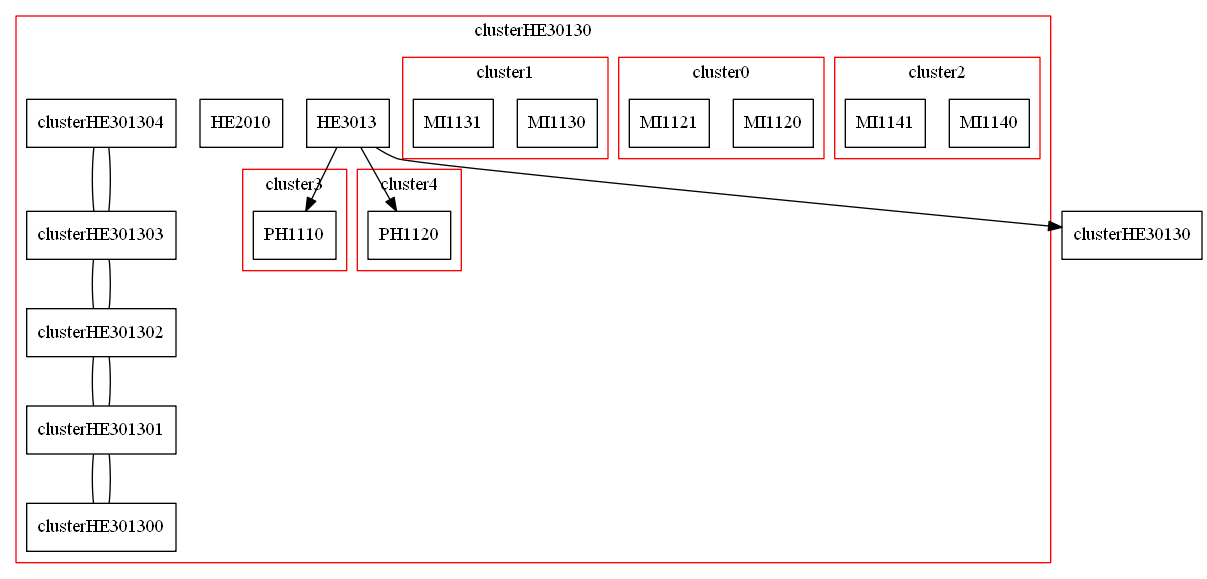 clusterHE30130
cluster1
cluster0
cluster2
clusterHE301304
HE2010
HE3013
MI1131
MI1130
MI1121
MI1120
MI1141
MI1140
cluster3
cluster4
clusterHE301303
PH1110
PH1120
clusterHE30130
clusterHE301302
clusterHE301301
clusterHE301300